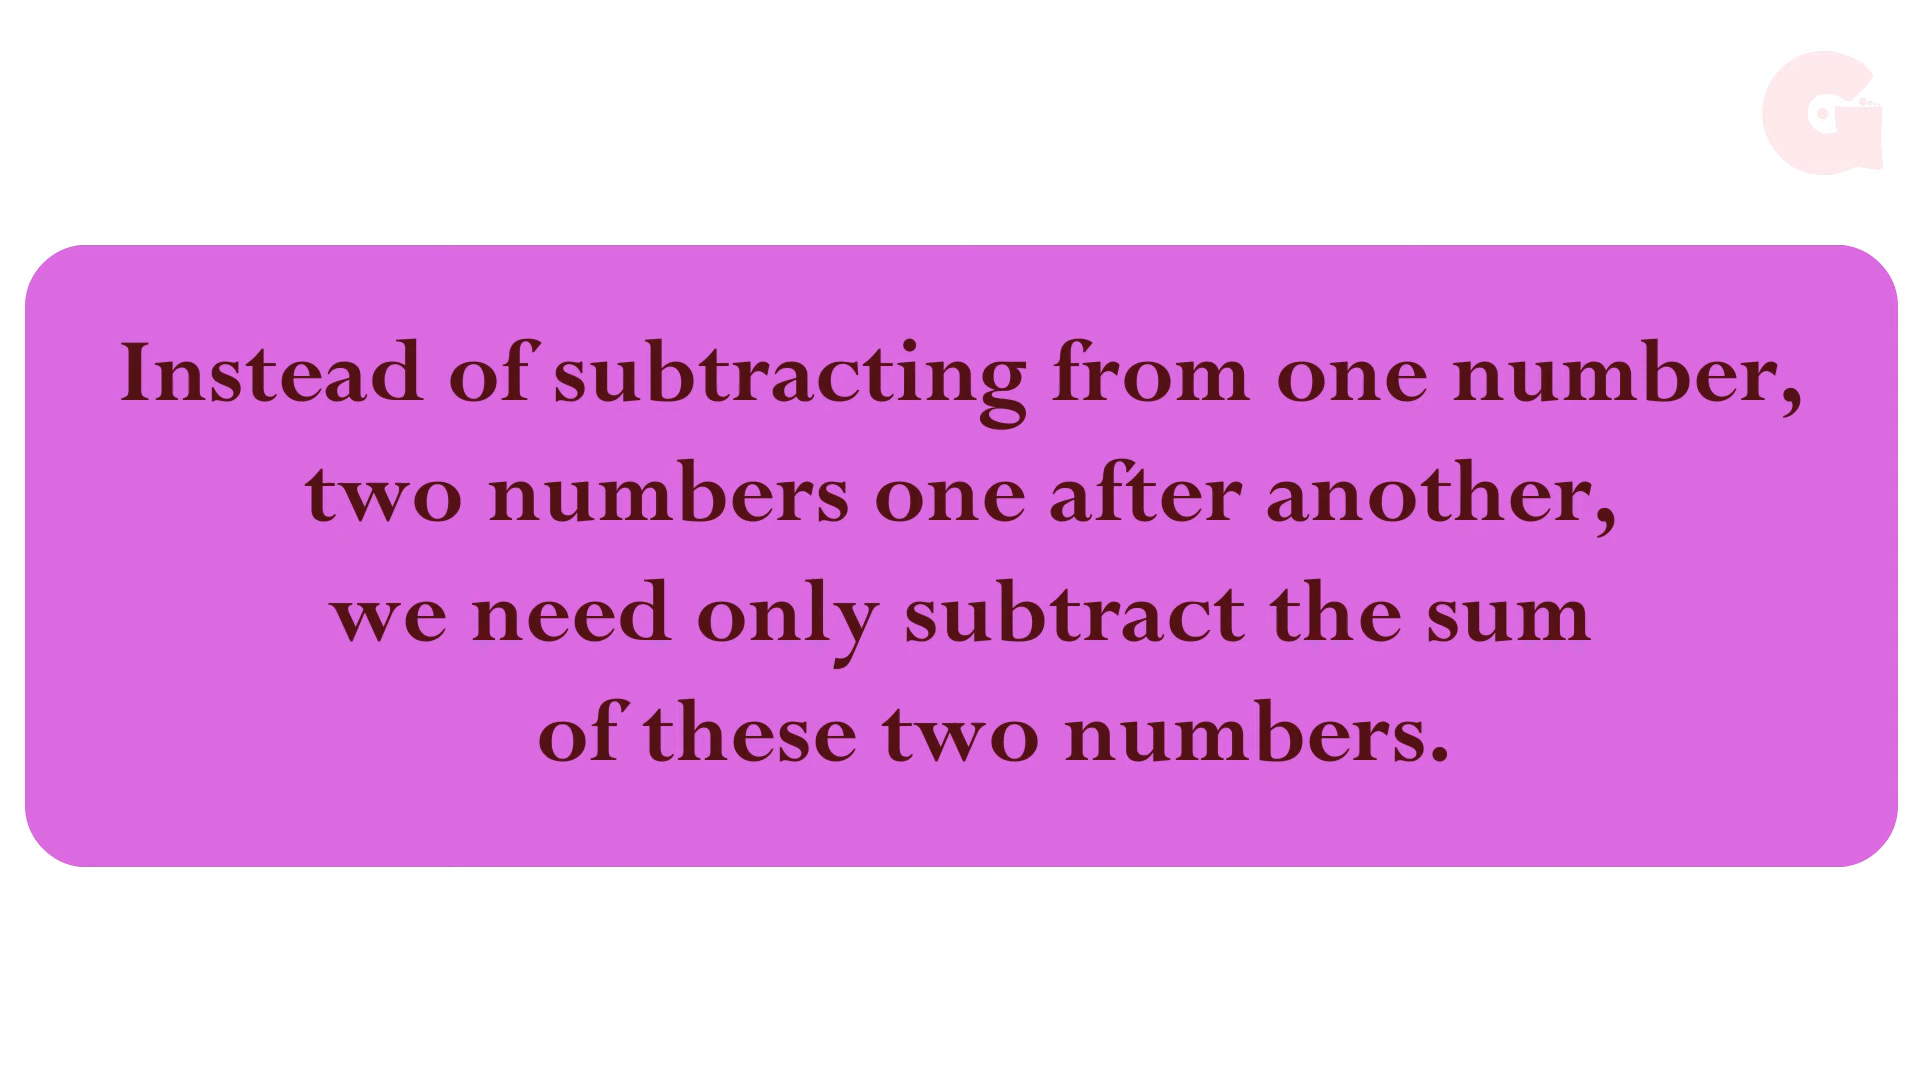 Instead of subtracting from one number,
two numbers one after another,
we need only subtract the sum
of these two numbers.